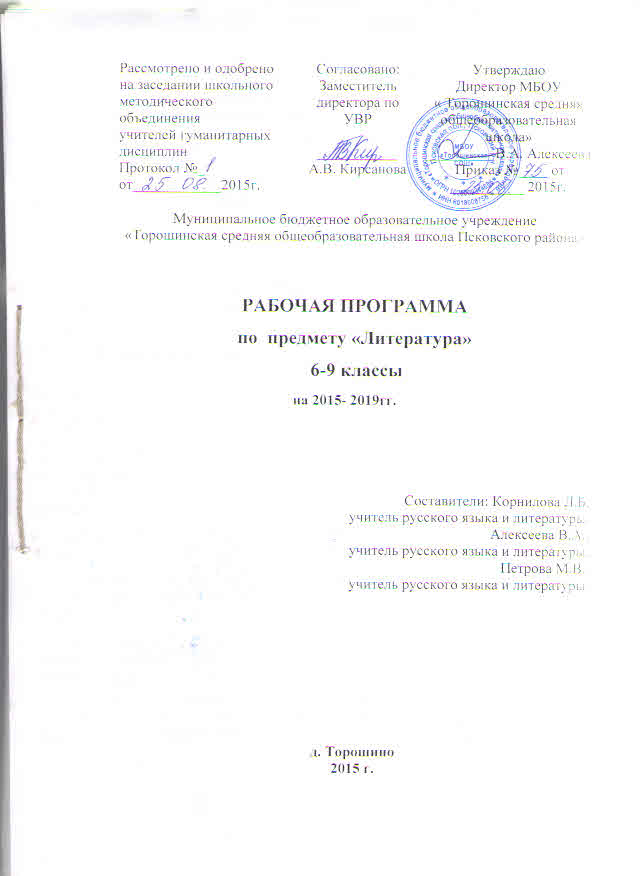 Рассмотрено и одобрено
на заседании школьного
методического
объединения
учителей гуманитарных
дисциплин
Протокол № 1
от 25 08 2015г.
Согласовано:
Заместитель
директора по
УВР
А.В. Кирсанова
Утверждаю
Директор МБОУ
« Торошинская средняя
общеобразовательная
школа»
В.А. Алексеева
Приказ № 75 от
2015г.
МБОУ
Муниципальное бюджетное образовательное учреждение
«Торошинская средняя общеобразовательная школа Псковского района»
РАБОЧАЯ ПРОГРАММА
по предмету «Литература»
6-9 классы
на 2015- 2019гг.
Составители: Корнилова Л.Б.
учитель русского языка и литературы.
Алексеева В.А.
учитель русского языка и литературы.
Петрова М.В.
учитель русского языка и литературы
д. Торошино
2015 г.